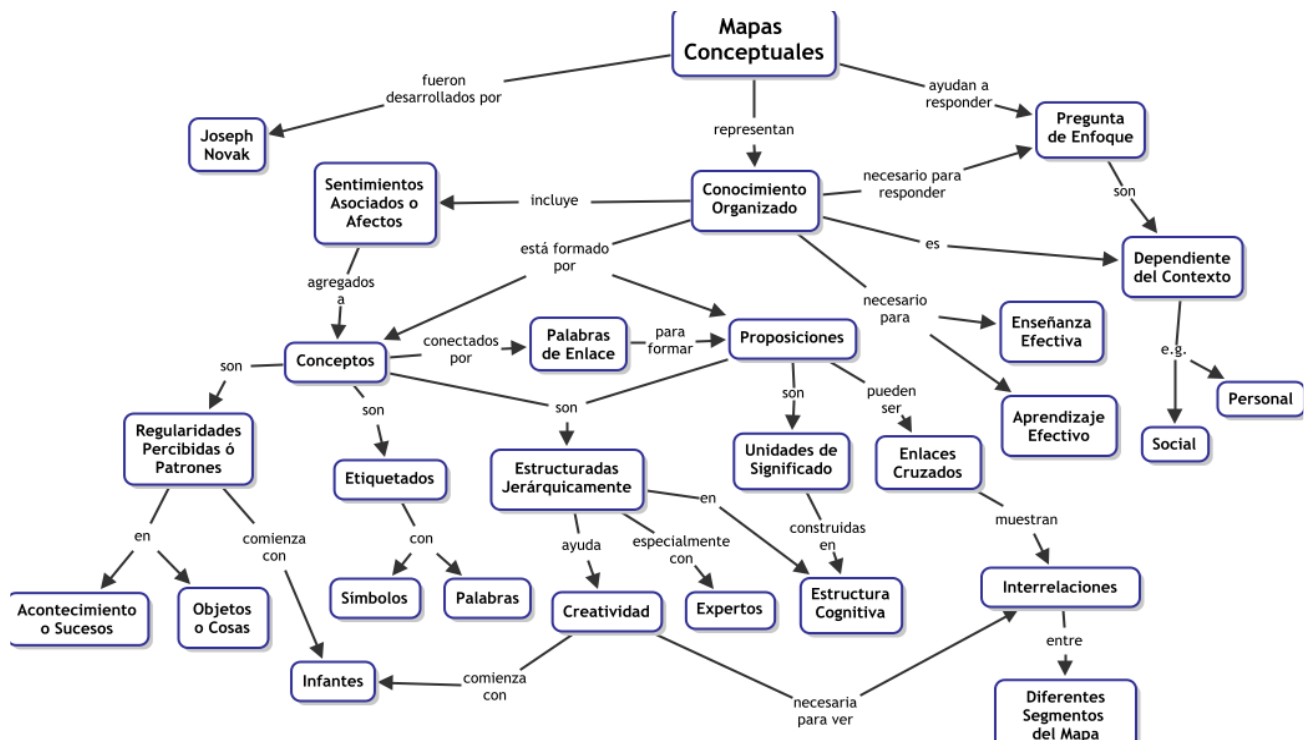 Mapas
Conceptuales
fueron
desarrollados por
ayudan a
responder
representan
Joseph
Novak
Pregunta
de Enfoque
Sentimientos
Asociados o
Afectos
incluye
Conocimiento
Organizado
necesario para
responder
son
está formado
por
es
Dependiente
del Contexto
agregados
a
necesario
para
Enseñanza
Efectiva
conectados
por
Palabras
de Enlace
para
formar
Proposiciones
Conceptos
son
e.g.
son
son
son
pueden
ser
Aprendizaje
Efectivo
Personal
Social
Regularidades
Percibidas ó
Patrones
Etiquetados
Estructuradas
Jerárquicamente
Unidades de
Significado
Enlaces
Cruzados
en
muestran
en
comienza
con
con
ayuda
especialmente
con
construídas
en
Acontecimiento
o Sucesos
Objetos
o Cosas
Símbolos
Palabras
Creatividad
Expertos
Estructura
Cognitiva
Interrelaciones
entre
Infantes
comienza
con
necesaria
para ver
Diferentes
Segmentos
del Mapa